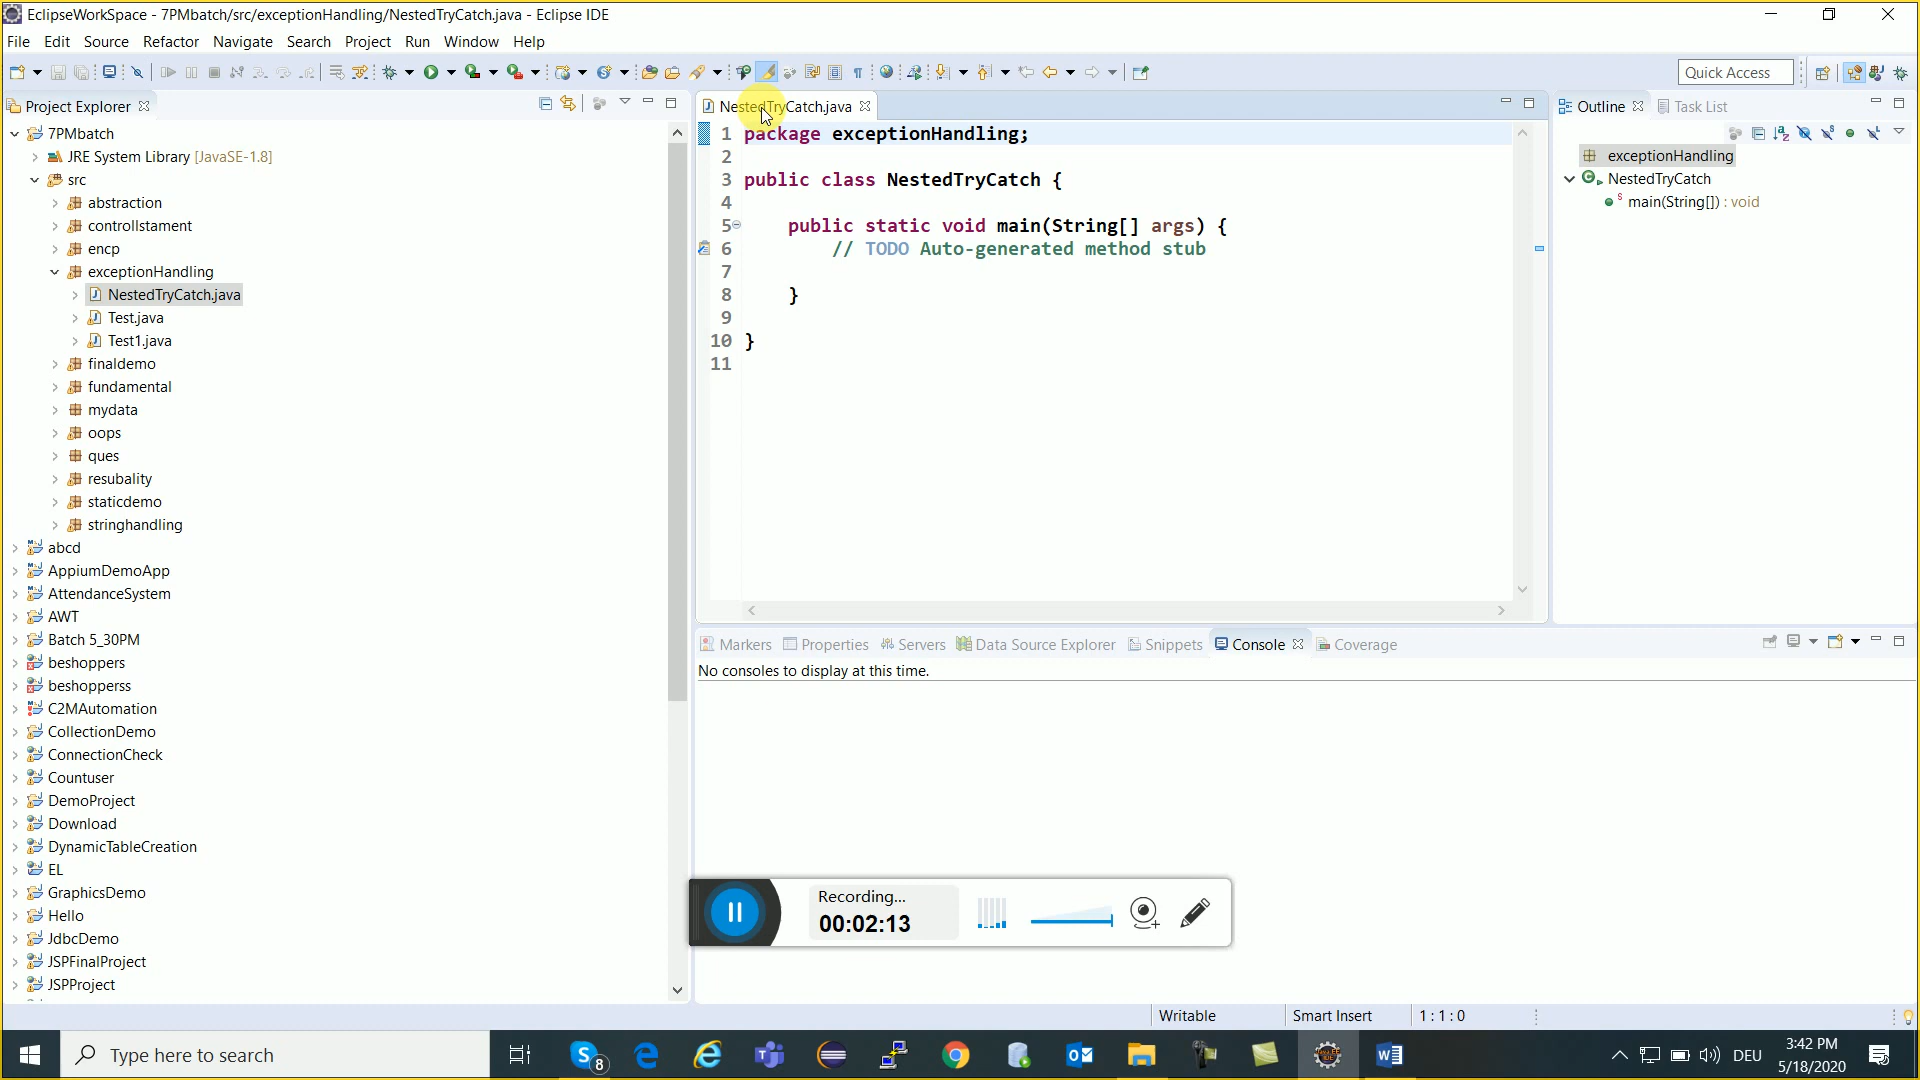 EclipseWorkSpace - 7PMbatch/src/exceptionHandling/NestedTryCatch.java - Eclipse IDE
File Edit Source Refactor Navigate Search Project Run Window Help
Quick Access
Project Explorer
7PMbatch
JRE System Library [JavaSE-1.8]
src
abstraction
controllstament
encp
exceptionHandling
NestedTryCatch.java
Test.java
Test1.java
finaldemo
fundamental
mydata
oops
ques
resubality
staticdemo
stringhandling
abcd
AppiumDemoApp
AttendanceSystem
AWT
Batch 5_30PM
beshoppers
beshopperss
C2MAutomation
CollectionDemo
ConnectionCheck
Countuser
DemoProject
Download
DynamicTableCreation
EL
GraphicsDemo
Hello
JdbcDemo
JSPFinalProject
JSPProject
NestedTryCatch.java
1 package exceptionHandling;
2
3 public class NestedTryCatch {
4
5 public static void main(String[] args) {
6 // TODO Auto-generated method stub
7
8 }
9
10 }
11
Outline Task List
exceptionHandling
NestedTryCatch
main(String[]) : void
Markers Properties Servers Data Source Explorer Snippets Console Coverage
No consoles to display at this time.
Recording...
00:02:13
Writable Smart Insert 1 : 1 : 0
Type here to search
8
DEU
3:42 PM
5/18/2020